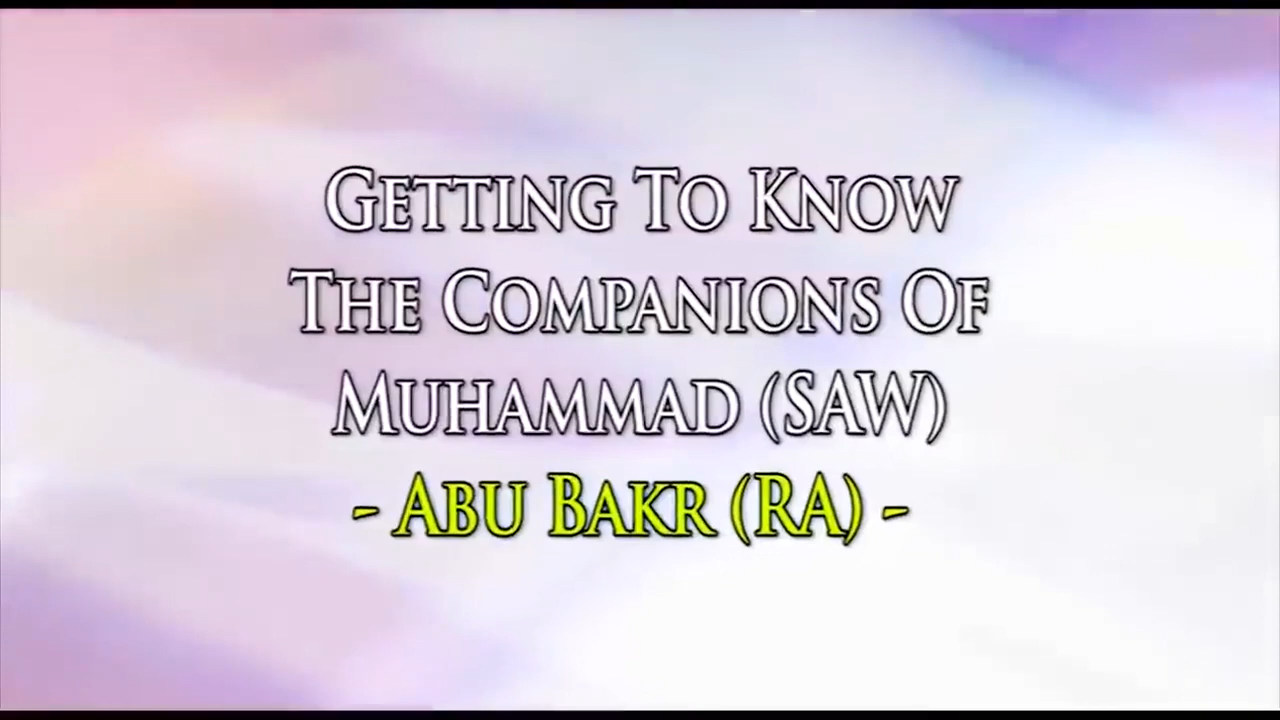 Getting To Know
The Companions Of
Muhammad (SAW)
- Abu Bakr (RA) -